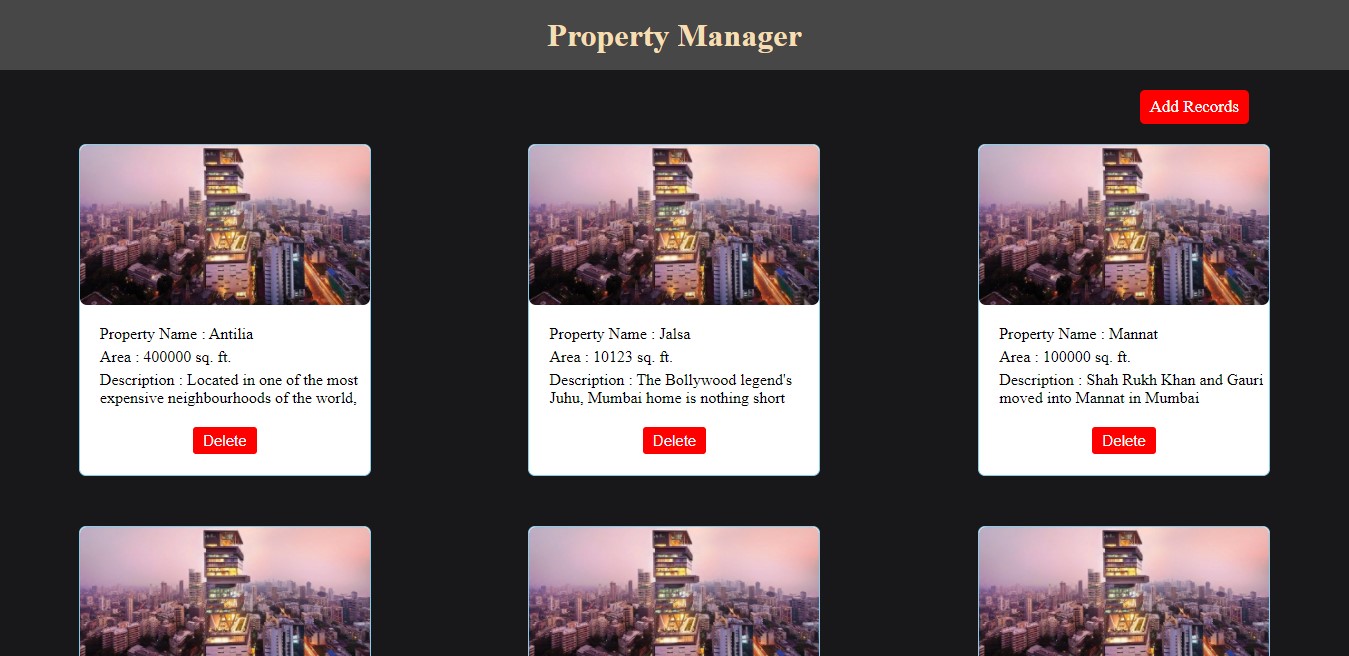 Property Manager
Add Records
Property Name : Antilia
Area : 400000 sq. ft.
Description : Located in one of the most
expensive neighbourhoods of the world,
Delete
Property Name : Jalsa
Area : 10123 sq. ft.
Description : The Bollywood legend's
Juhu, Mumbai home is nothing short
Delete
Property Name : Mannat
Area : 100000 sq. ft.
Description : Shah Rukh Khan and Gauri
moved into Mannat in Mumbai
Delete